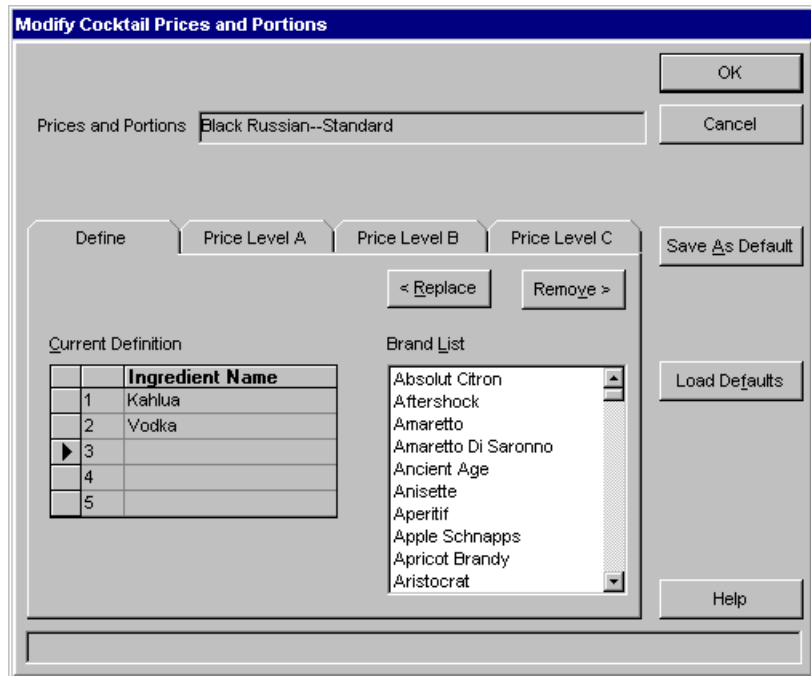 Modify Cocktail Prices and Portions
OK
Prices and Portions Black Russian--Standard
Cancel
Define Price Level A Price Level B Price Level C
Save As Default
< Replace Remove >
Current Definition
Ingredient Name
1 Kahlua
2 Vodka
3
4
5
Brand List
Absolut Citron
Aftershock
Amaretto
Amaretto Di Saronno
Ancient Age
Anisette
Aperitif
Apple Schnapps
Apricot Brandy
Aristocrat
Load Defaults
Help